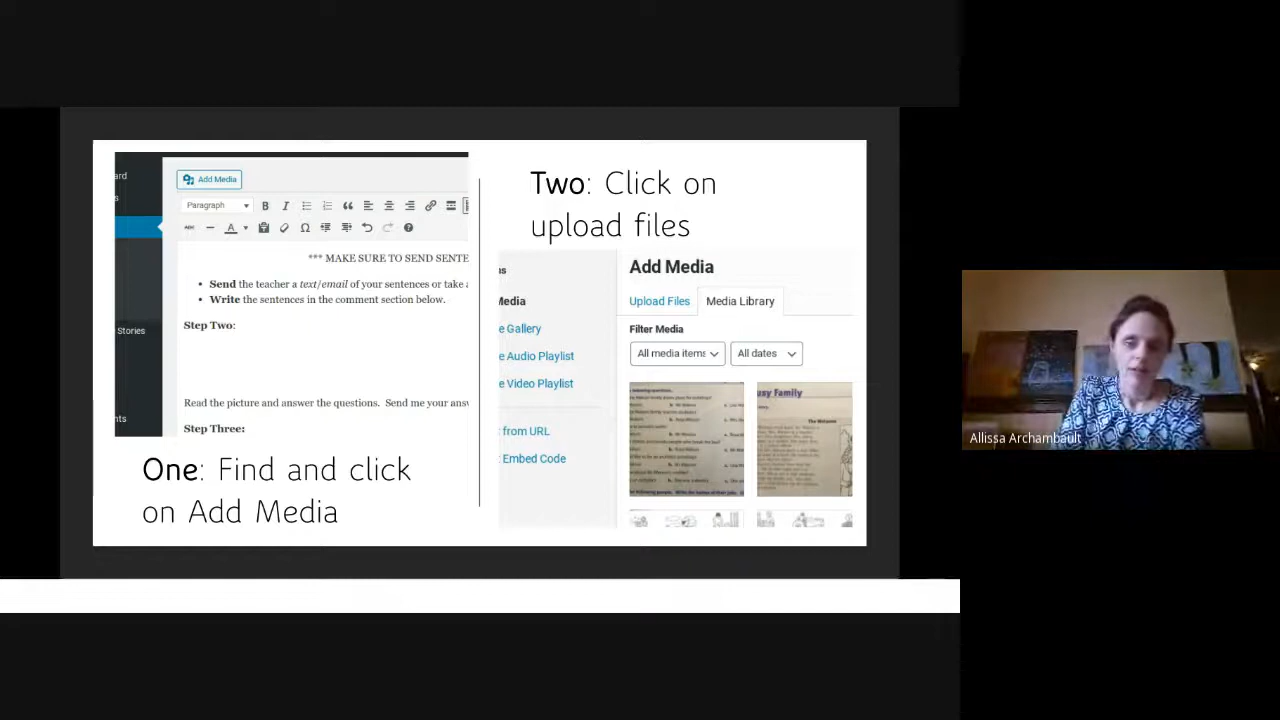 ard
s
Stories
nts
Add Media
Paragraph
*** MAKE SURE TO SEND SENTE
Send the teacher a text/email of your sentences or take a
Write the sentences in the comment section below.
Step Two:
Read the picture and answer the questions. Send me your answ
Step Three:
One: Find and click
on Add Media
Two: Click on
upload files
s
Media
e Gallery
e Audio Playlist
e Video Playlist
t from URL
t Embed Code
Add Media
Upload Files
Media Library
Filter Media
All media items
All dates
usy Family
Allissa Archambault